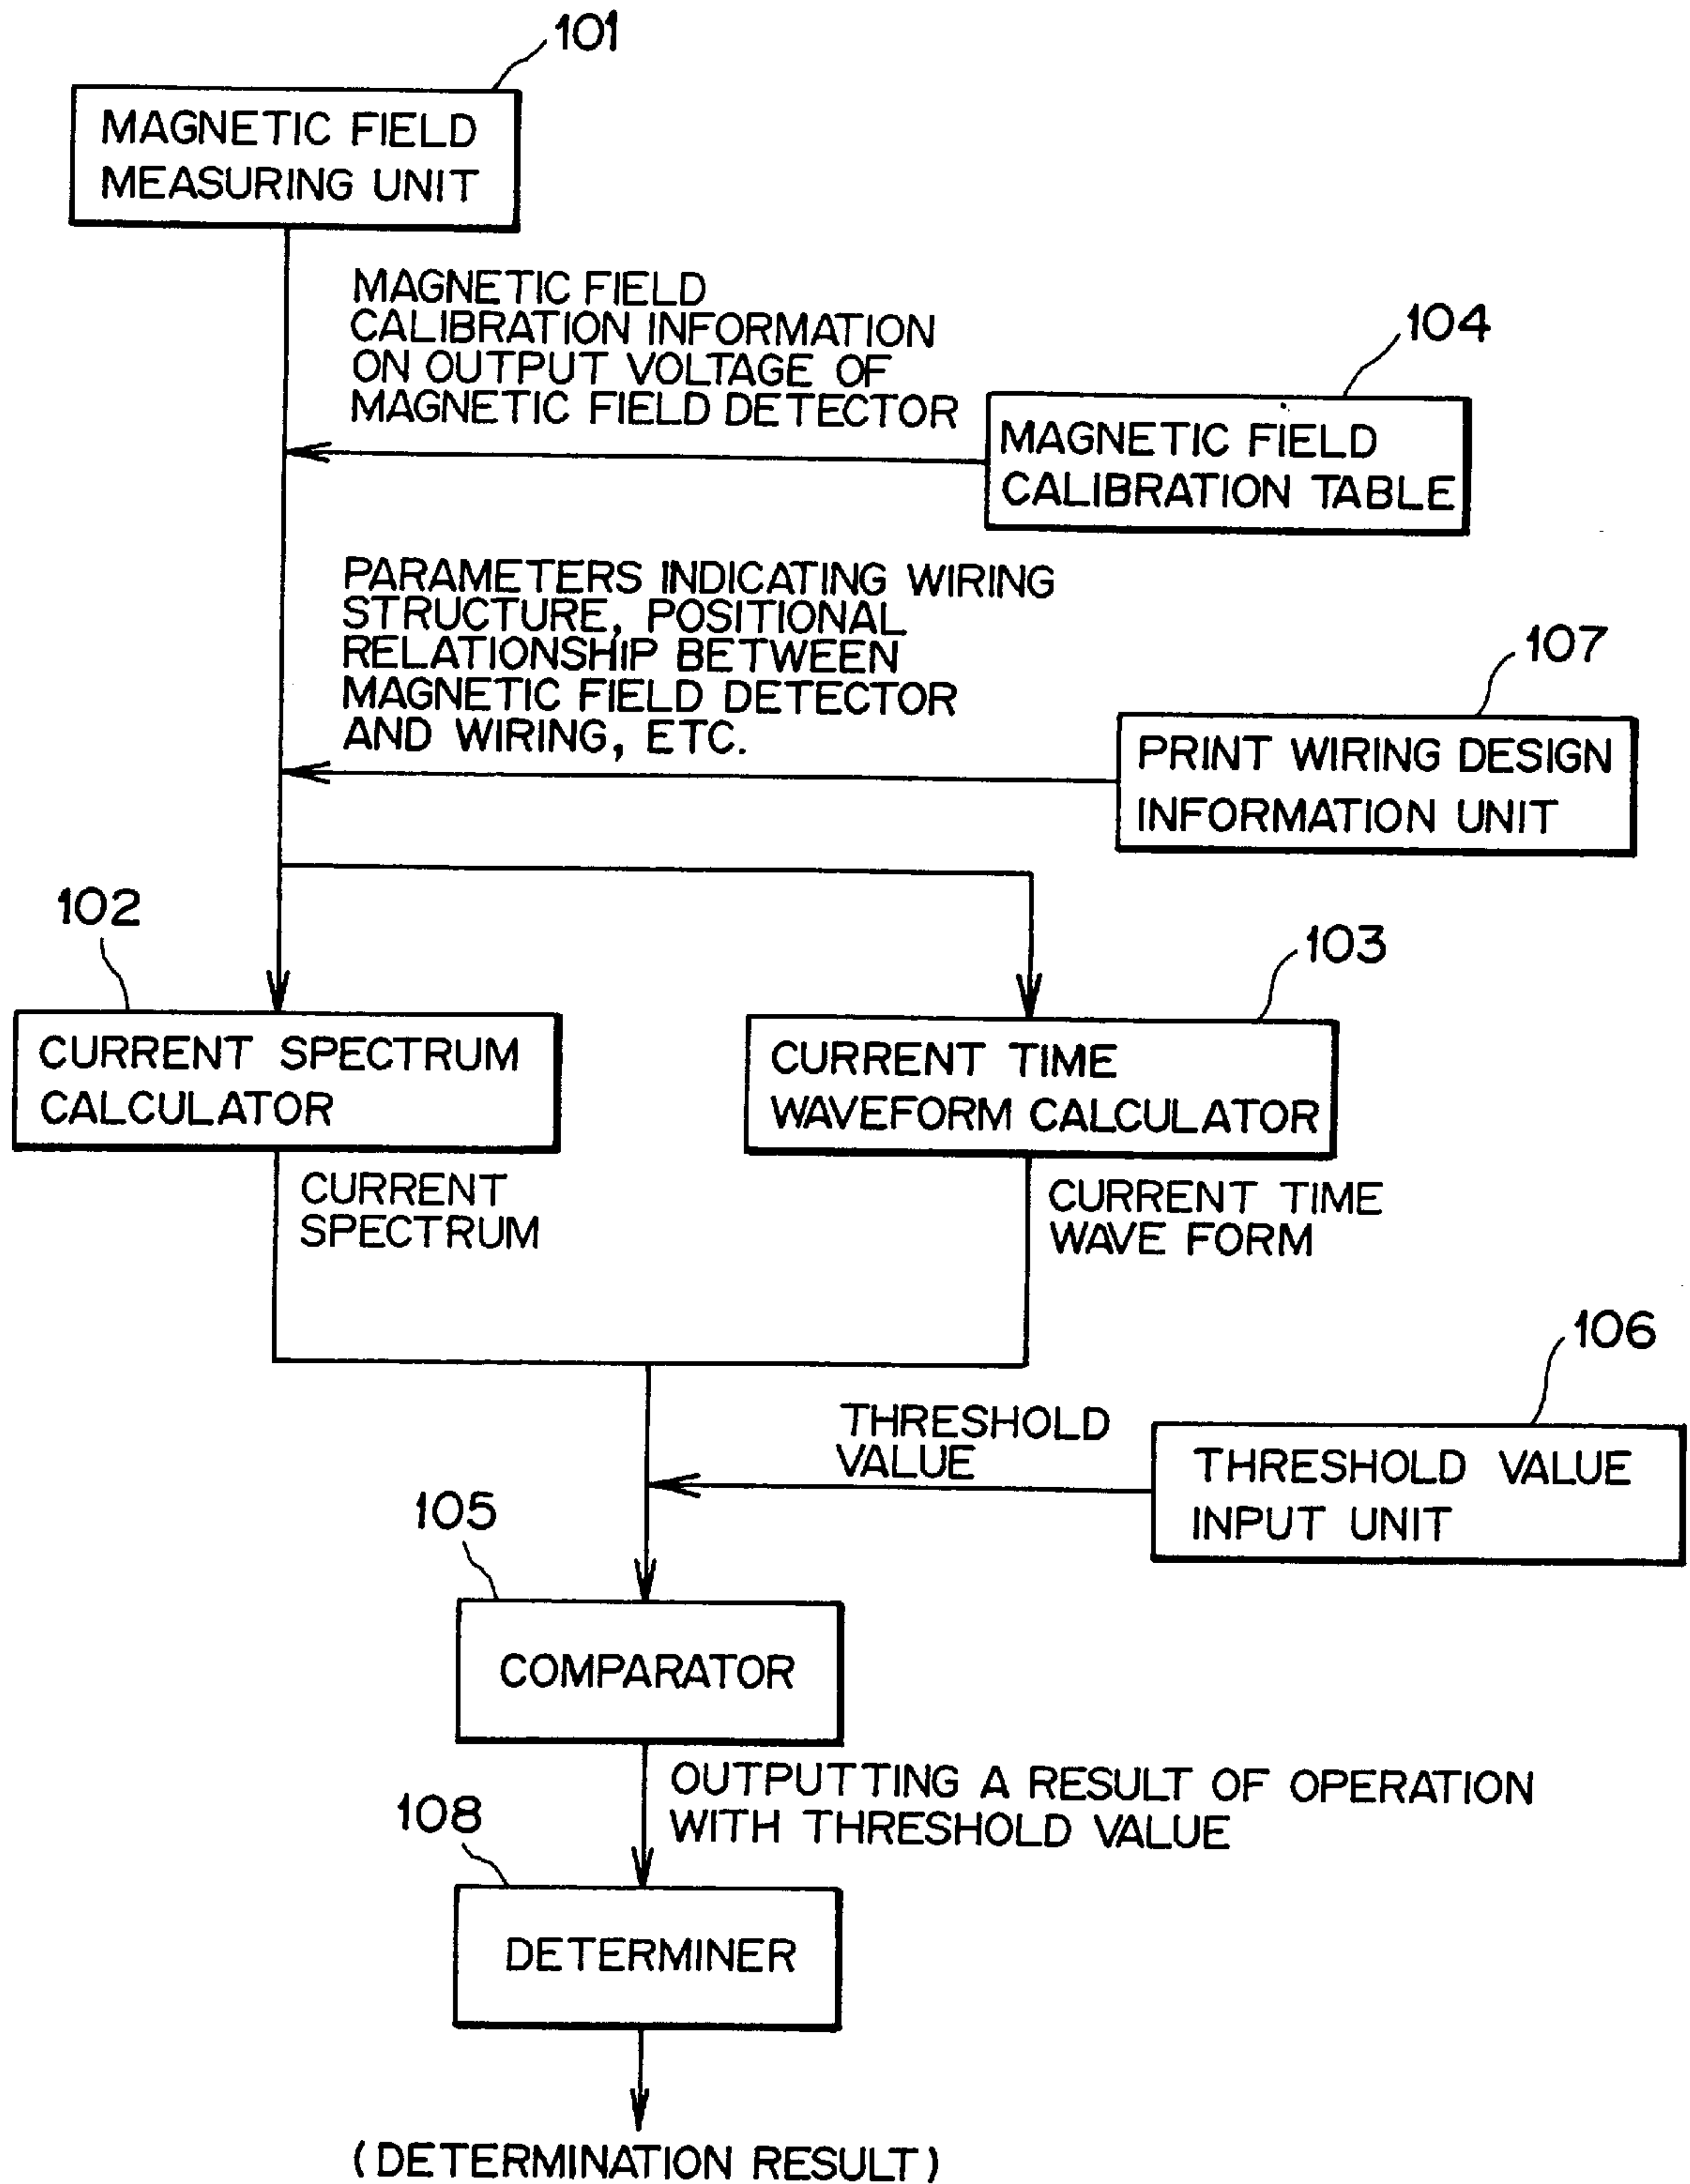 101
MAGNETIC FIELD
MEASURING UNIT
MAGNETIC FIELD
CALIBRATION INFORMATION
ON OUTPUT VOLTAGE OF
MAGNETIC FIELD DETECTOR
104
MAGNETIC FIELD
CALIBRATION TABLE
PARAMETERS INDICATING WIRING
STRUCTURE, POSITIONAL
RELATIONSHIP BETWEEN
MAGNETIC FIELD DETECTOR
AND WIRING, ETC.
107
PRINT WIRING DESIGN
INFORMATION UNIT
102
CURRENT SPECTRUM
CALCULATOR
103
CURRENT TIME
WAVEFORM CALCULATOR
CURRENT
SPECTRUM
CURRENT TIME
WAVE FORM
106
THRESHOLD
VALUE
THRESHOLD VALUE
INPUT UNIT
105
COMPARATOR
OUTPUTTING A RESULT OF OPERATION
WITH THRESHOLD VALUE
108
DETERMINER
(DETERMINATION RESULT)